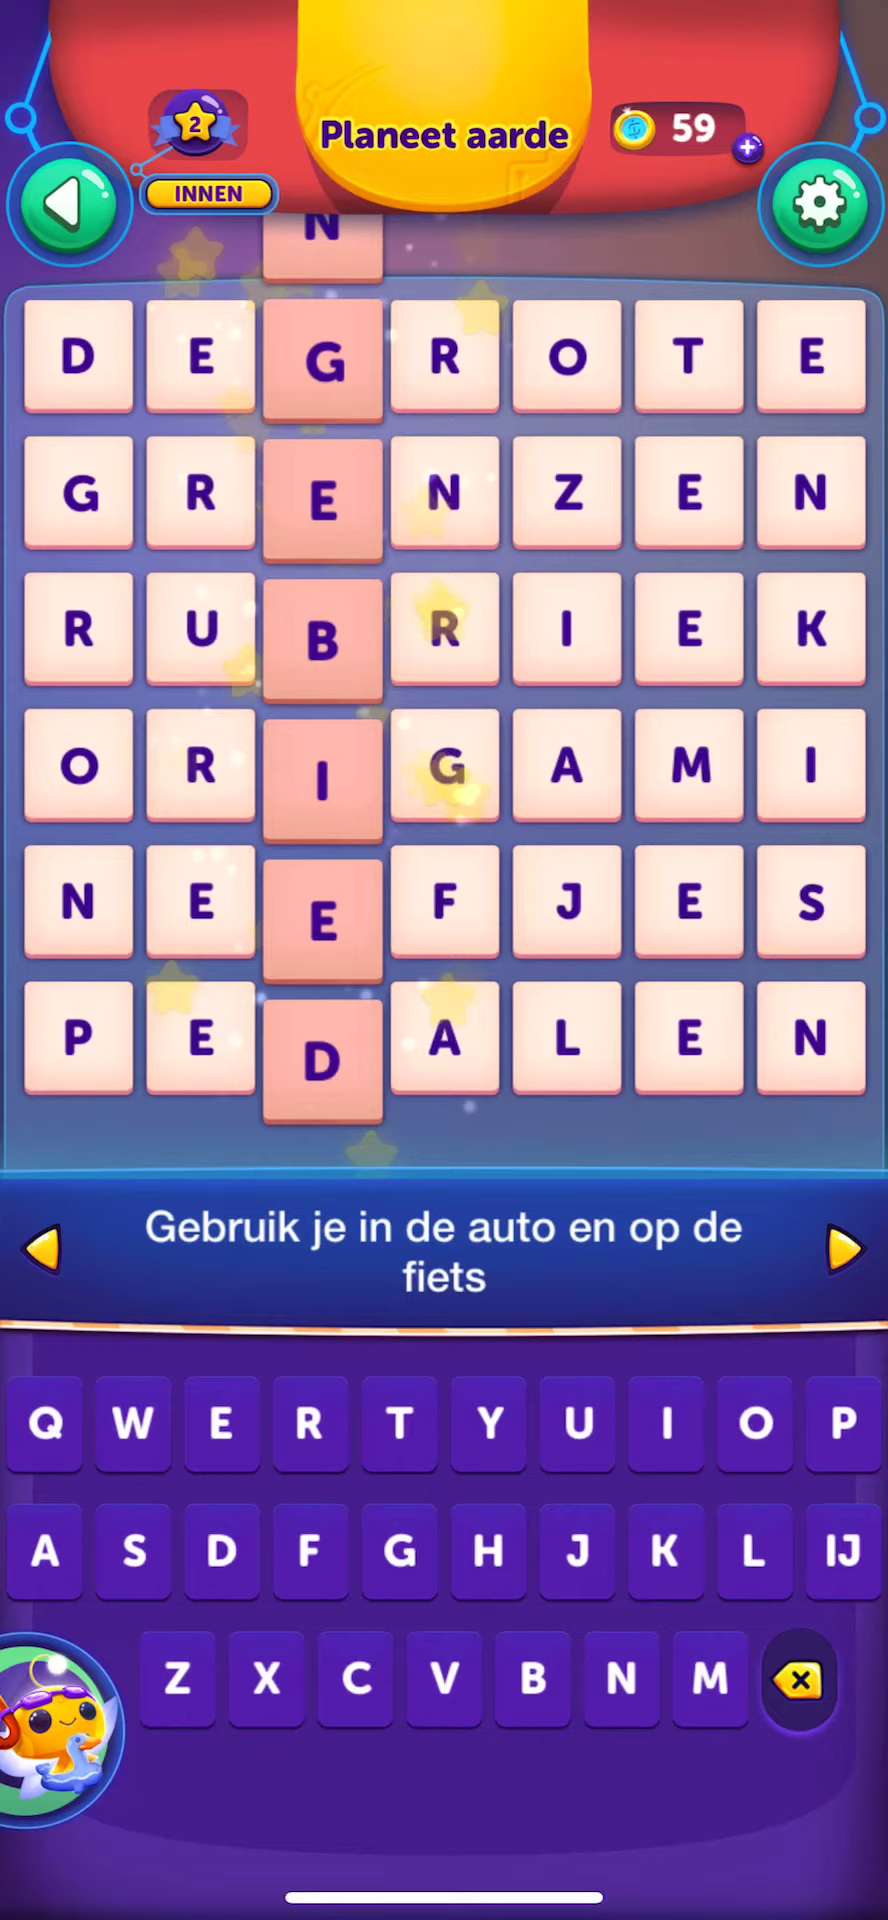 2
Planeet aarde
59
+
INNEN
N
D E G R O T E
G R E N Z E N
R U B R I E K
O R I G A M I
N E E F J E S
P E D A L E N
Gebruik je in de auto en op de
fiets
Q W E R T Y U I O P
A S D F G H J K L IJ
Z X C V B N M